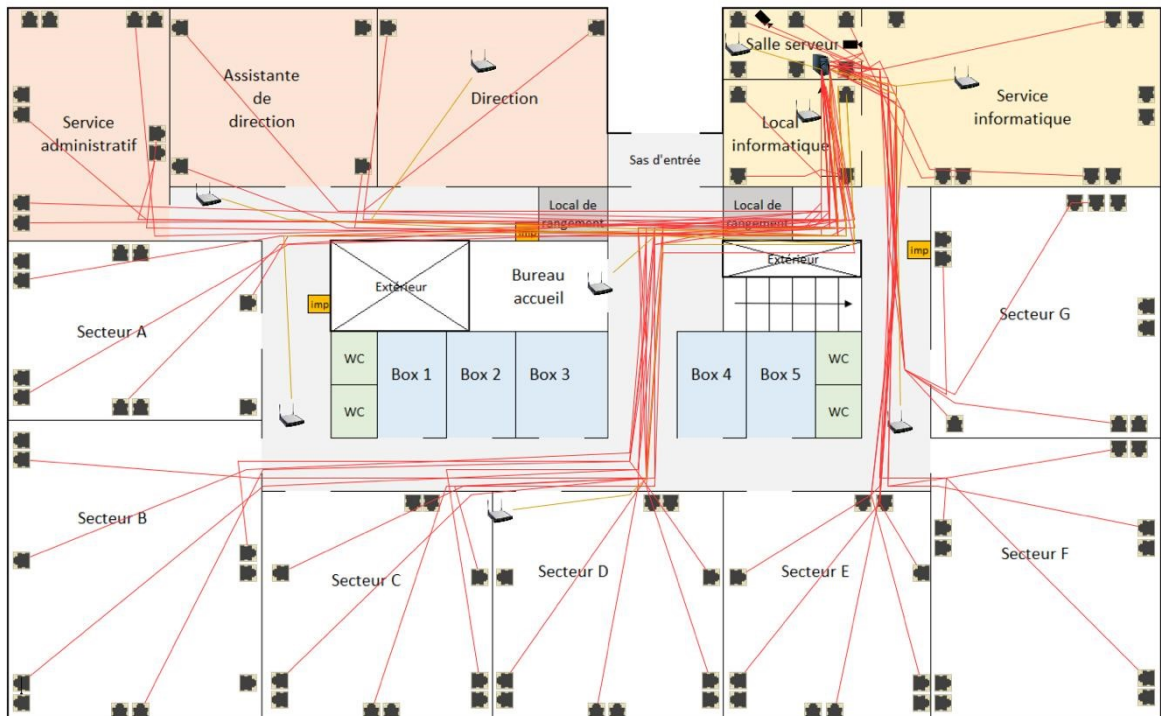 Salle serveur
Service
administratif
Assistante
de
direction
Direction
Sas d'entrée
Local
informatique
Service
informatique
Local de
rangement
Local de
rangement
imp
imp
imp
Extérieur
Bureau
accueil
Extérieur
Secteur A
Secteur G
WC
WC
Box 1
Box 2
Box 3
Box 4
Box 5
WC
WC
Secteur B
Secteur C
Secteur D
Secteur E
Secteur F